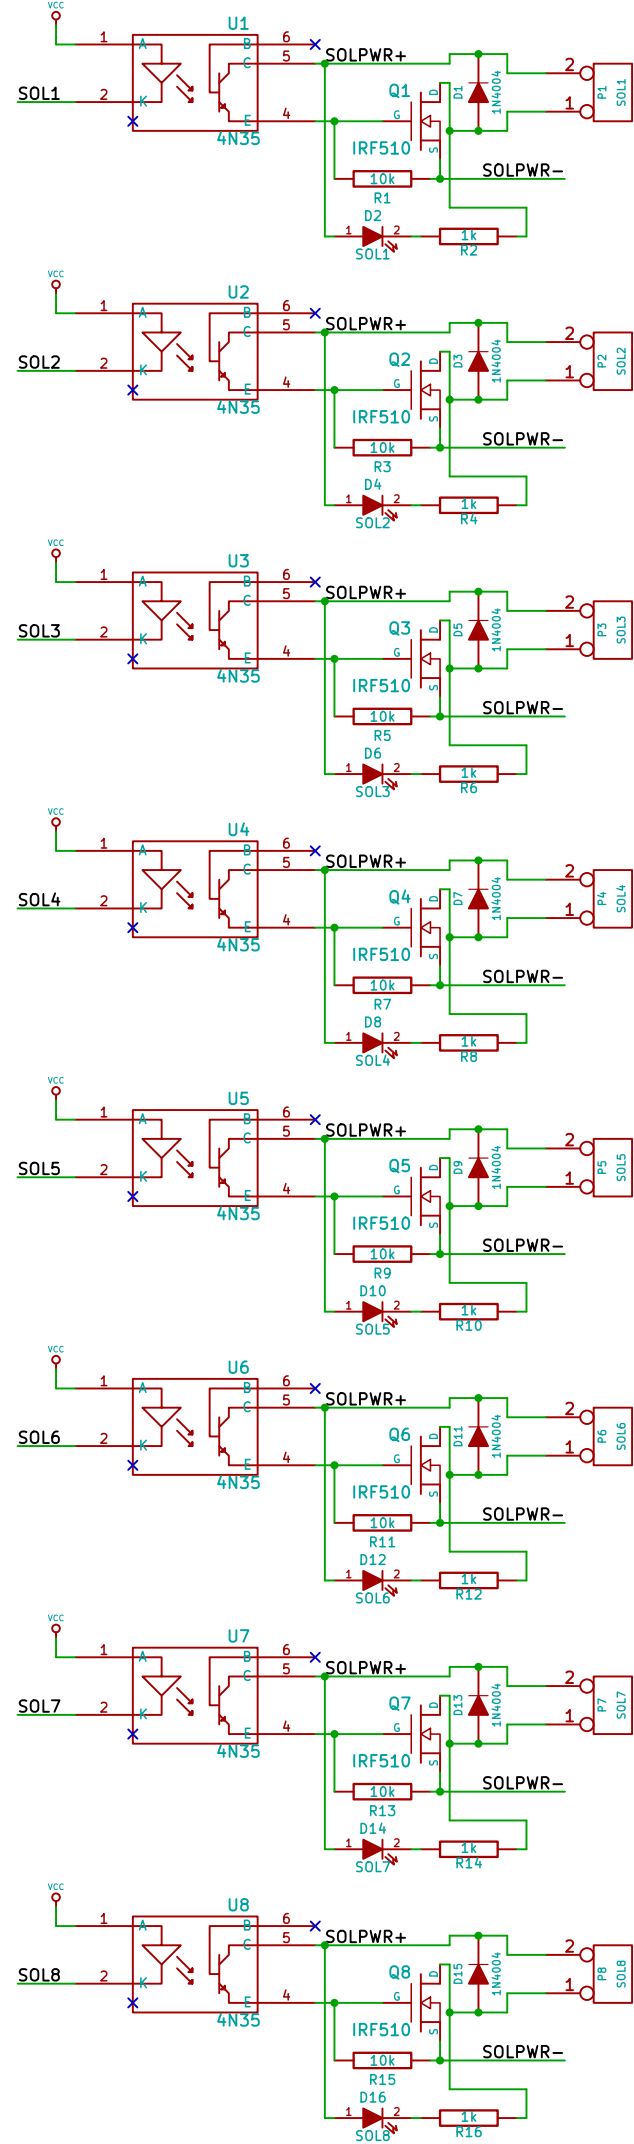 VCC
U1
1 A B 6
C 5 SOLPWR+
2
SOL1 2 K
Q1 D D1 1N4004 1 P1 SOL1
E 4 G
4N35
IRF510 S
SOLPWR-
10k
R1
D2
1 2 1k
SOL1 R2
VCC
U2
1 A B 6
C 5 SOLPWR+
2
SOL2 2 K
Q2 D D3 1N4004 1 P2 SOL2
E 4 G
4N35
IRF510 S
SOLPWR-
10k
R3
D4
1 2 1k
SOL2 R4
VCC
U3
1 A B 6
C 5 SOLPWR+
2
SOL3 2 K
Q3 D D5 1N4004 1 P3 SOL3
E 4 G
4N35
IRF510 S
SOLPWR-
10k
R5
D6
1 2 1k
SOL3 R6
VCC
U4
1 A B 6
C 5 SOLPWR+
2
SOL4 2 K
Q4 D D7 1N4004 1 P4 SOL4
E 4 G
4N35
IRF510 S
SOLPWR-
10k
R7
D8
1 2 1k
SOL4 R8
VCC
U5
1 A B 6
C 5 SOLPWR+
2
SOL5 2 K
Q5 D D9 1N4004 1 P5 SOL5
E 4 G
4N35
IRF510 S
SOLPWR-
10k
R9
D10
1 2 1k
SOL5 R10
VCC
U6
1 A B 6
C 5 SOLPWR+
2
SOL6 2 K
Q6 D D11 1N4004 1 P6 SOL6
E 4 G
4N35
IRF510 S
SOLPWR-
10k
R11
D12
1 2 1k
SOL6 R12
VCC
U7
1 A B 6
C 5 SOLPWR+
2
SOL7 2 K
Q7 D D13 1N4004 1 P7 SOL7
E 4 G
4N35
IRF510 S
SOLPWR-
10k
R13
D14
1 2 1k
SOL7 R14
VCC
U8
1 A B 6
C 5 SOLPWR+
2
SOL8 2 K
Q8 D D15 1N4004 1 P8 SOL8
E 4 G
4N35
IRF510 S
SOLPWR-
10k
R15
D16
1 2 1k
SOL8 R16